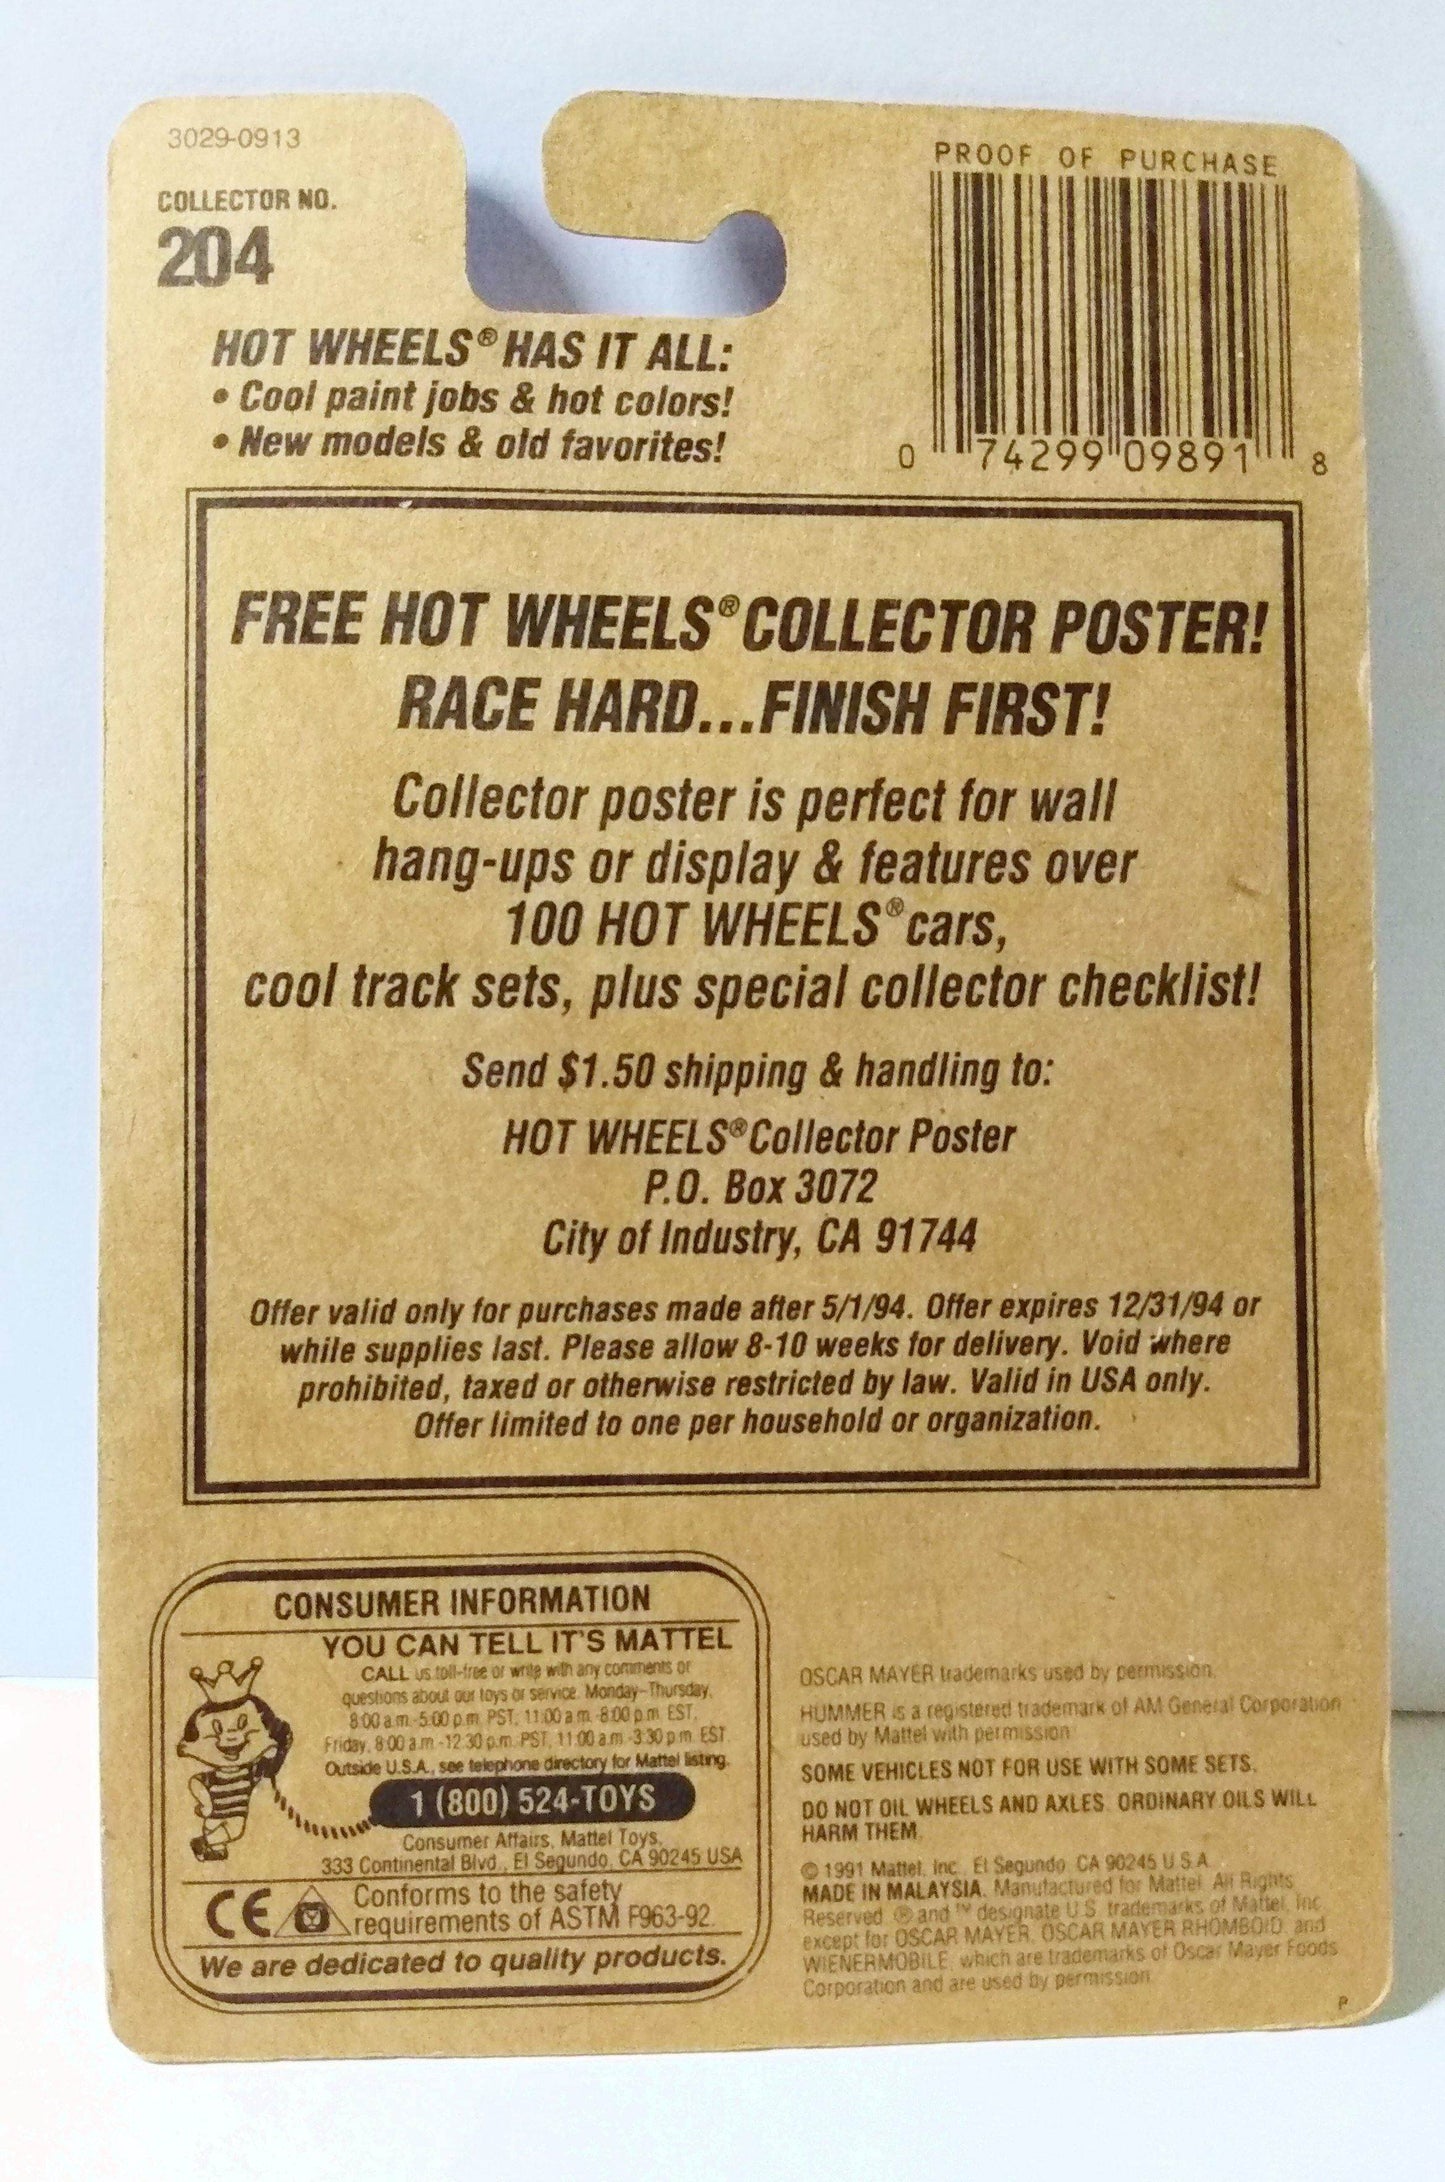 3029-0913
COLLECTOR NO.
204
PROOF OF PURCHASE
0 74299 09891 8
HOT WHEELS® HAS IT ALL:
• Cool paint jobs & hot colors!
• New models & old favorites!
FREE HOT WHEELS® COLLECTOR POSTER!
RACE HARD...FINISH FIRST!
Collector poster is perfect for wall
hang-ups or display & features over
100 HOT WHEELS® cars,
cool track sets, plus special collector checklist!
Send $1.50 shipping & handling to:
HOT WHEELS® Collector Poster
P.O. Box 3072
City of Industry, CA 91744
Offer valid only for purchases made after 5/1/94. Offer expires 12/31/94 or
while supplies last. Please allow 8-10 weeks for delivery. Void where
prohibited, taxed or otherwise restricted by law. Valid in USA only.
Offer limited to one per household or organization.
CONSUMER INFORMATION
YOU CAN TELL IT'S MATTEL
CALL us toll-free or write with any comments or
questions about our toys or service. Monday-Thursday,
8:00 a.m.-5:00 p.m. PST, 11:00 a.m.-8:00 p.m. EST,
Friday, 8:00 a.m.-12:30 p.m. PST, 11:00 a.m.-3:30 p.m. EST.
Outside U.S.A., see telephone directory for Mattel listing.
1 (800) 524-TOYS
Consumer Affairs, Mattel Toys,
333 Continental Blvd., El Segundo, CA 90245 USA
CE Conforms to the safety
requirements of ASTM F963-92.
We are dedicated to quality products.
OSCAR MAYER trademarks used by permission.
HUMMER is a registered trademark of AM General Corporation
used by Mattel with permission.
SOME VEHICLES NOT FOR USE WITH SOME SETS.
DO NOT OIL WHEELS AND AXLES. ORDINARY OILS WILL
HARM THEM.
© 1991 Mattel, Inc., El Segundo, CA 90245 U.S.A.
MADE IN MALAYSIA. Manufactured for Mattel. All Rights
Reserved. ® and ™ designate U.S. trademarks of Mattel, Inc.
except for OSCAR MAYER, OSCAR MAYER RHOMBOID, and
WIENERMOBILE, which are trademarks of Oscar Mayer Foods
Corporation and are used by permission.
P